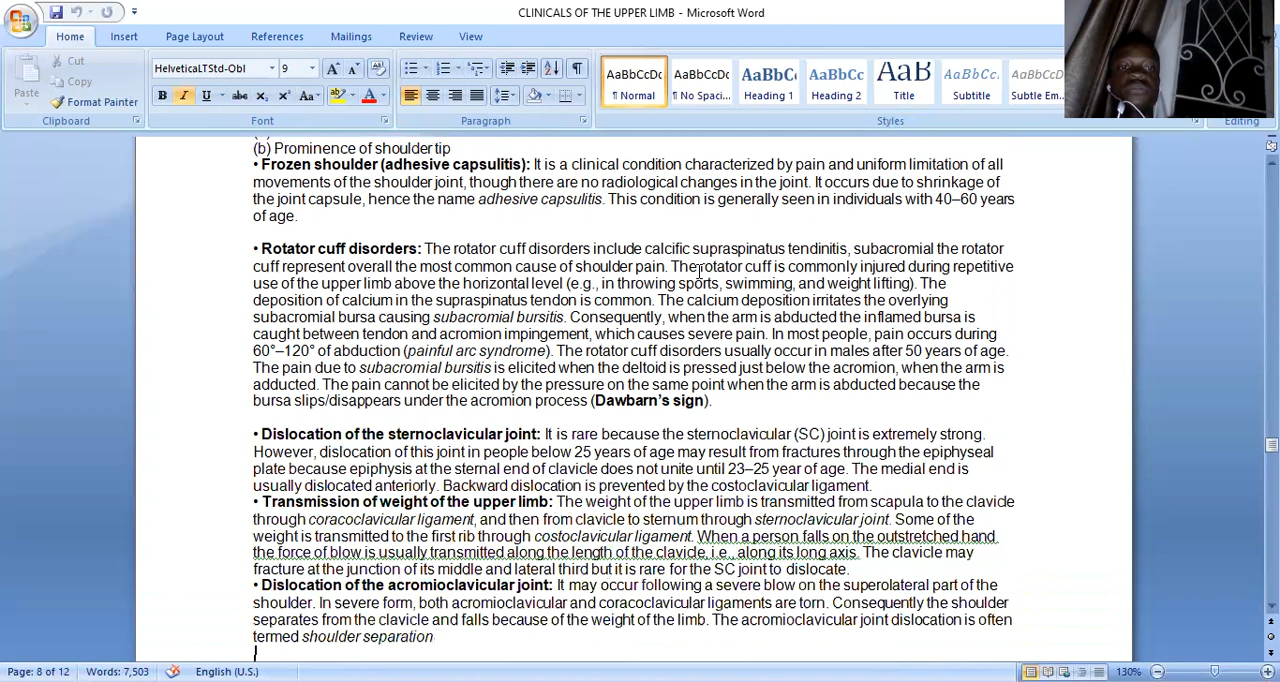 CLINICALS OF THE UPPER LIMB - Microsoft Word
Home Insert Page Layout References Mailings Review View
Paste
Cut
Copy
Format Painter
Clipboard
HelveticaLTStd-Obl 9
Font
Paragraph
AaBbCcDc AaBbCcDc AaBbC AaBbCc AaB AaBbCc. AaBbCcDc
¶ Normal ¶ No Spaci... Heading 1 Heading 2 Title Subtitle Subtle Em...
Styles
Editing
(b) Prominence of shoulder tip
• Frozen shoulder (adhesive capsulitis): It is a clinical condition characterized by pain and uniform limitation of all
movements of the shoulder joint, though there are no radiological changes in the joint. It occurs due to shrinkage of
the joint capsule, hence the name adhesive capsulitis. This condition is generally seen in individuals with 40–60 years
of age.
• Rotator cuff disorders: The rotator cuff disorders include calcific supraspinatus tendinitis, subacromial the rotator
cuff represent overall the most common cause of shoulder pain. The rotator cuff is commonly injured during repetitive
use of the upper limb above the horizontal level (e.g., in throwing sports, swimming, and weight lifting). The
deposition of calcium in the supraspinatus tendon is common. The calcium deposition irritates the overlying
subacromial bursa causing subacromial bursitis. Consequently, when the arm is abducted the inflamed bursa is
caught between tendon and acromion impingement, which causes severe pain. In most people, pain occurs during
60°–120° of abduction (painful arc syndrome). The rotator cuff disorders usually occur in males after 50 years of age.
The pain due to subacromial bursitis is elicited when the deltoid is pressed just below the acromion, when the arm is
adducted. The pain cannot be elicited by the pressure on the same point when the arm is abducted because the
bursa slips/disappears under the acromion process (Dawbarn's sign).
• Dislocation of the sternoclavicular joint: It is rare because the sternoclavicular (SC) joint is extremely strong.
However, dislocation of this joint in people below 25 years of age may result from fractures through the epiphyseal
plate because epiphysis at the sternal end of clavicle does not unite until 23–25 year of age. The medial end is
usually dislocated anteriorly. Backward dislocation is prevented by the costoclavicular ligament.
• Transmission of weight of the upper limb: The weight of the upper limb is transmitted from scapula to the clavicle
through coracoclavicular ligament, and then from clavicle to sternum through sternoclavicular joint. Some of the
weight is transmitted to the first rib through costoclavicular ligament. When a person falls on the outstretched hand,
the force of blow is usually transmitted along the length of the clavicle, i.e., along its long axis. The clavicle may
fracture at the junction of its middle and lateral third but it is rare for the SC joint to dislocate.
• Dislocation of the acromioclavicular joint: It may occur following a severe blow on the superolateral part of the
shoulder. In severe form, both acromioclavicular and coracoclavicular ligaments are torn. Consequently the shoulder
separates from the clavicle and falls because of the weight of the limb. The acromioclavicular joint dislocation is often
termed shoulder separation
Page: 8 of 12 Words: 7,503 English (U.S.) 130%